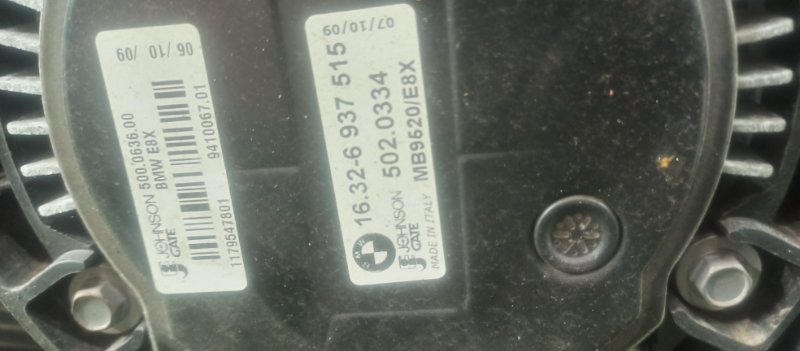 JOHNSON 500.0636.00
GATE BMW E8X
1179547801 9410067.01
06/10 /09
BMW 16.32-6 937 515
JOHNSON 502.0334
GATE
MADE IN ITALY MB9520/E8X
07/10/09